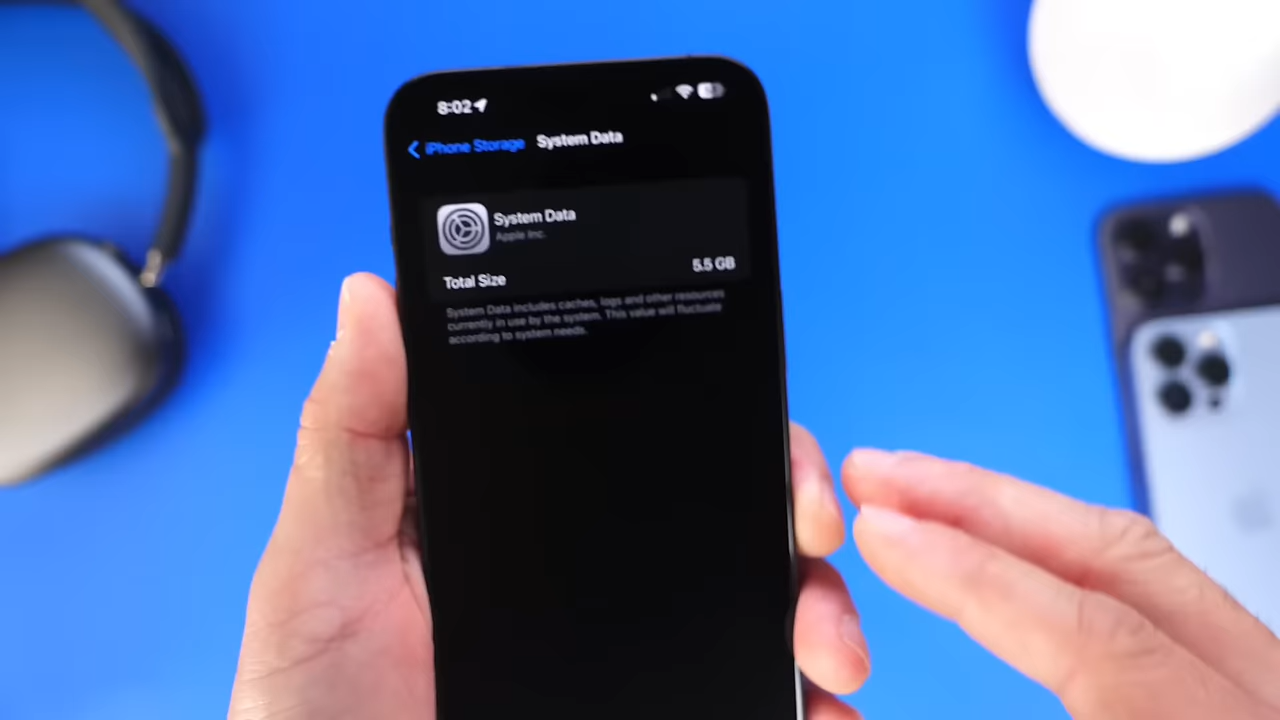 8:02
iPhone Storage System Data
System Data
Apple Inc.
Total Size 5.5 GB
System Data includes caches, logs and other resources
currently in use by the system. This value will fluctuate
according to system needs.